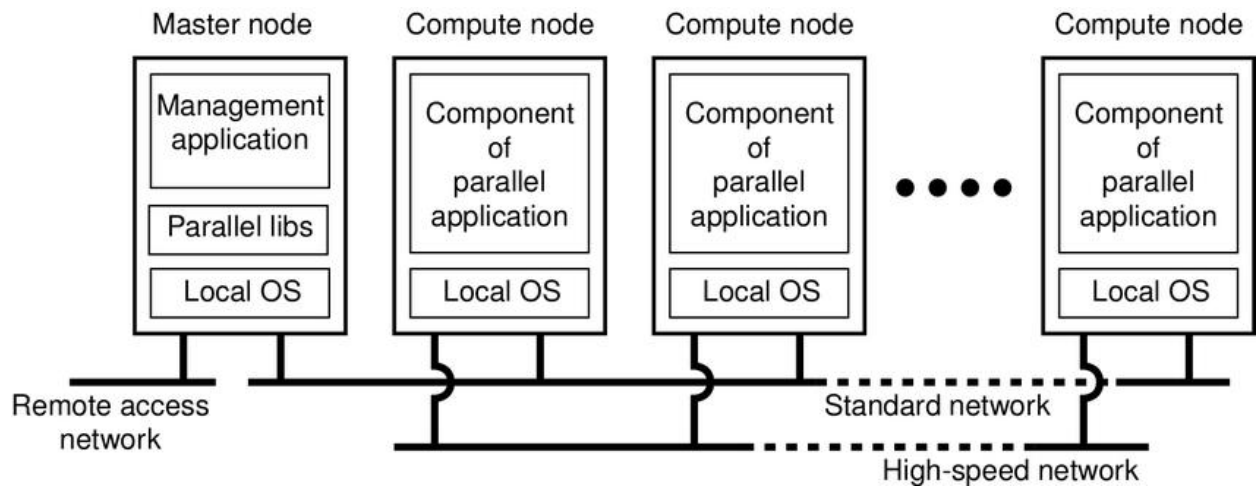 Master node
Compute node
Compute node
Compute node
Management
application
Parallel libs
Local OS
Component
of
parallel
application
Local OS
Component
of
parallel
application
Local OS
Component
of
parallel
application
Local OS
Remote access
network
Standard network
High-speed network